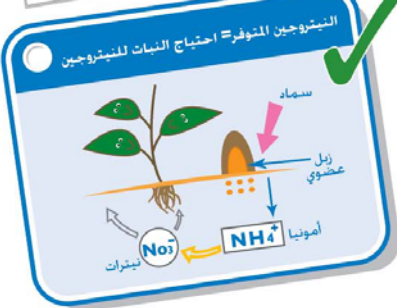 النيتروجين المتوفر= احتياج النبات للنيتروجين
سماد
زبل
عضوي
أمونيا
NH4+
No3-
نيترات